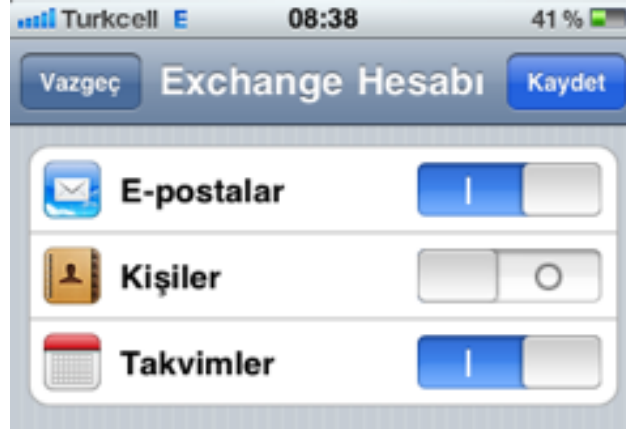 Turkcell E 08:38 41 %
Vazgeç Exchange Hesabı Kaydet
E-postalar
Kişiler
Takvimler